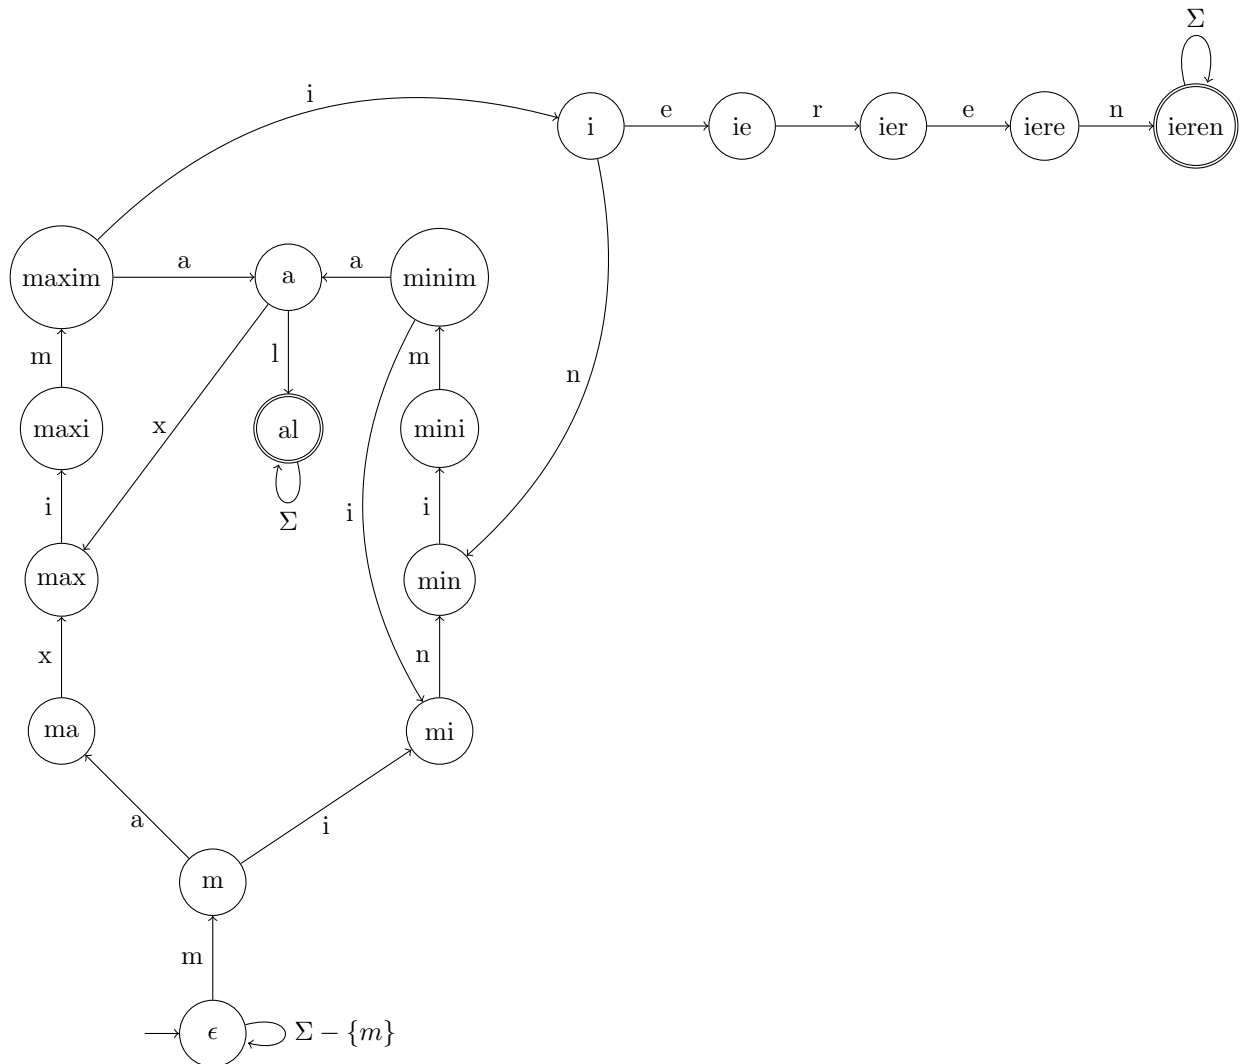 Σ
i
i
e
ie
r
ier
e
iere
n
ieren
maxim
a
a
a
minim
m
l
m
n
maxi
x
al
mini
i
i
i
Σ
max
min
x
n
ma
mi
a
i
m
m
ϵ
Σ − {m}